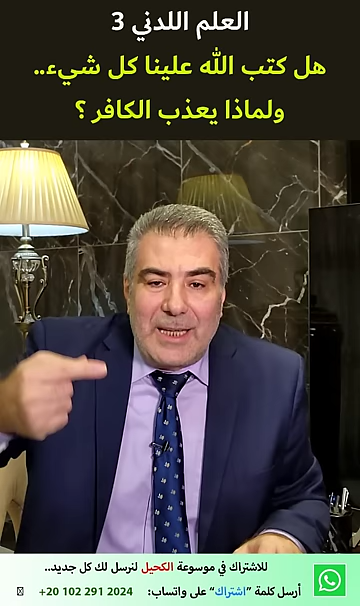 العلم اللدني 3
هل كتب الله علينا كل شيء..
ولماذا يعذب الكافر ؟
للاشتراك في موسوعة الكحيل لنرسل لك كل جديد..
أرسل كلمة "اشتراك" على واتساب: 2024 291 102 20+